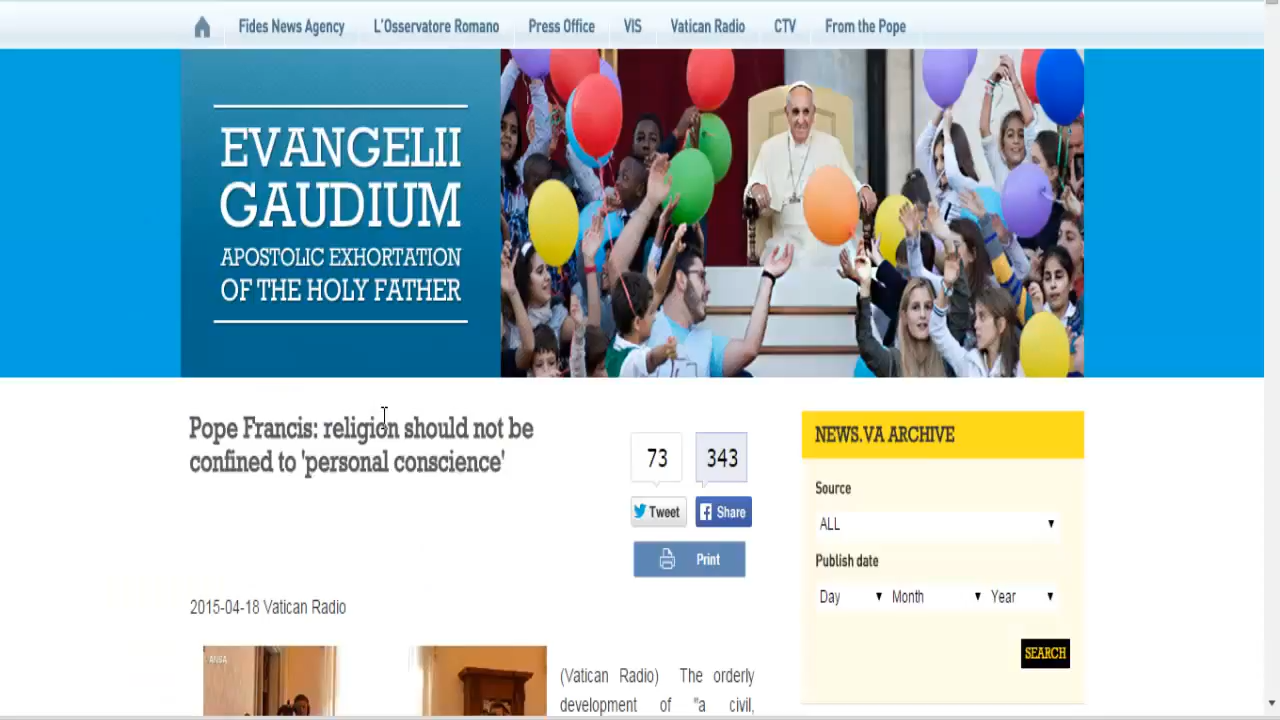 Fides News Agency
L'Osservatore Romano
Press Office
VIS
Vatican Radio
CTV
From the Pope
EVANGELII
GAUDIUM
APOSTOLIC EXHORTATION
OF THE HOLY FATHER
Pope Francis: religion should not be
confined to 'personal conscience'
73
343
Tweet
Share
Print
2015-04-18 Vatican Radio
ANSA
(Vatican Radio) The orderly
development of "a civil,
NEWS.VA ARCHIVE
Source
ALL
Publish date
Day
Month
Year
SEARCH